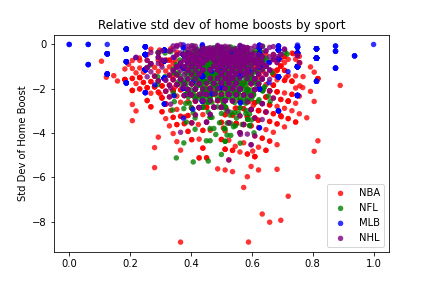 Relative std dev of home boosts by sport
Std Dev of Home Boost
0
−2
−4
−6
−8
0.0 0.2 0.4 0.6 0.8 1.0
NBA
NFL
MLB
NHL